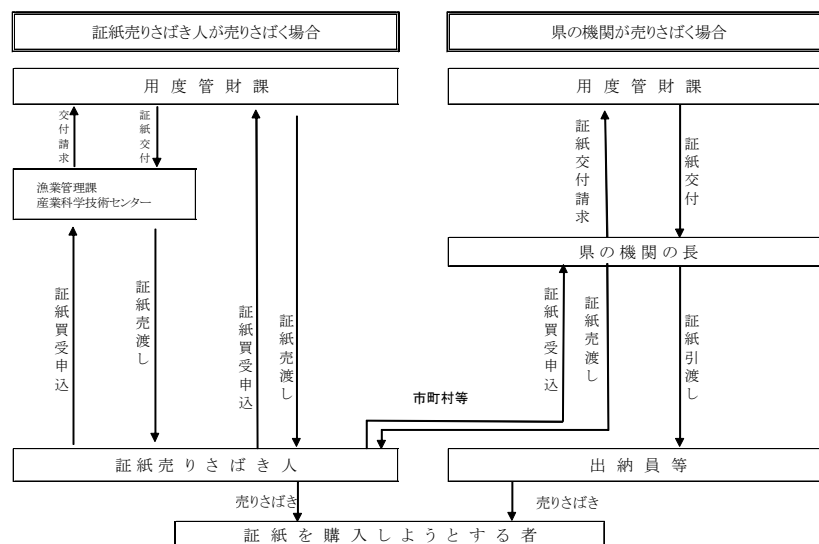 証紙売りさばき人が売りさばく場合
県の機関が売りさばく場合
用度管財課
用度管財課
交付請求
証紙交付
証紙交付請求
証紙交付
漁業管理課
産業科学技術センター
県の機関の長
証紙買受申込
証紙売渡し
証紙買受申込
証紙売渡し
証紙買受申込
証紙売渡し
証紙引渡し
市町村等
証紙売りさばき人
出納員等
売りさばき
売りさばき
証紙を購入しようとする者